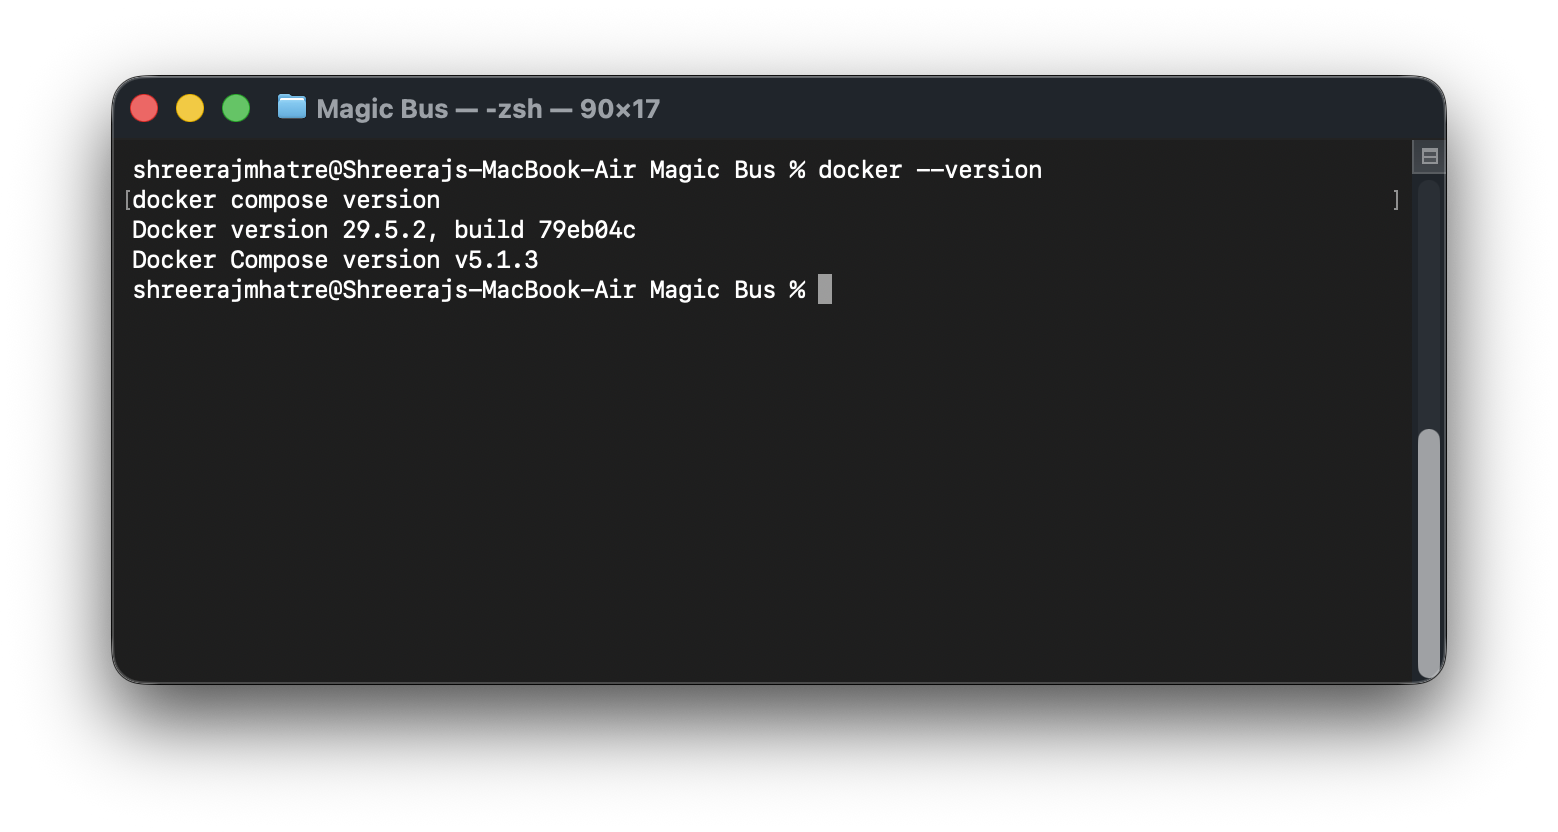 Magic Bus — -zsh — 90×17
shreerajmhatre@Shreerajs-MacBook-Air Magic Bus % docker --version
[docker compose version ]
Docker version 29.5.2, build 79eb04c
Docker Compose version v5.1.3
shreerajmhatre@Shreerajs-MacBook-Air Magic Bus %